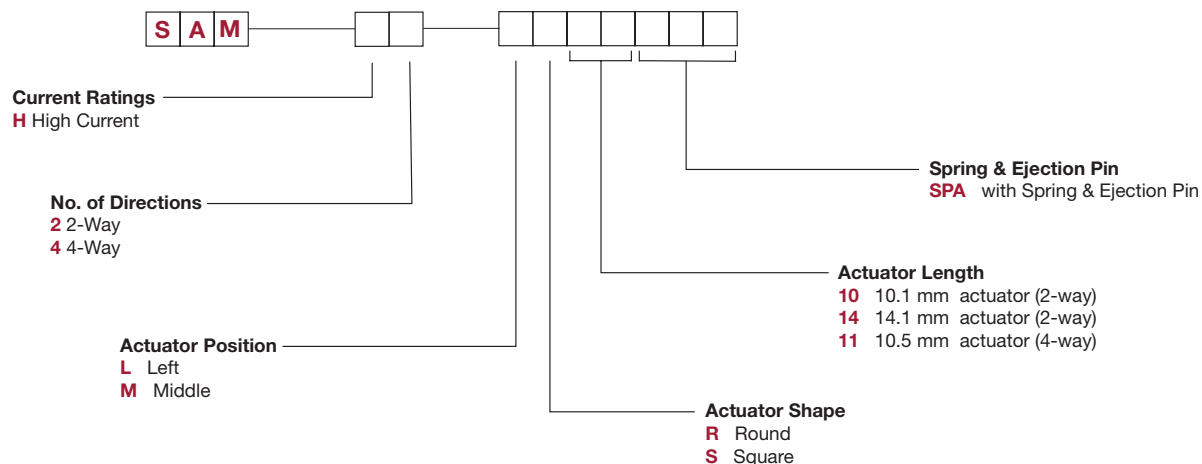 S A M
Current Ratings
H High Current
No. of Directions
2 2-Way
4 4-Way
Actuator Position
L Left
M Middle
Actuator Shape
R Round
S Square
Actuator Length
10 10.1 mm actuator (2-way)
14 14.1 mm actuator (2-way)
11 10.5 mm actuator (4-way)
Spring & Ejection Pin
SPA with Spring & Ejection Pin